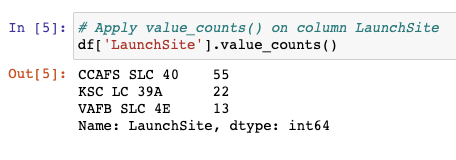 In [5]: # Apply value_counts() on column LaunchSite
df['LaunchSite'].value_counts()
Out[5]: CCAFS SLC 40    55
KSC LC 39A      22
VAFB SLC 4E     13
Name: LaunchSite, dtype: int64